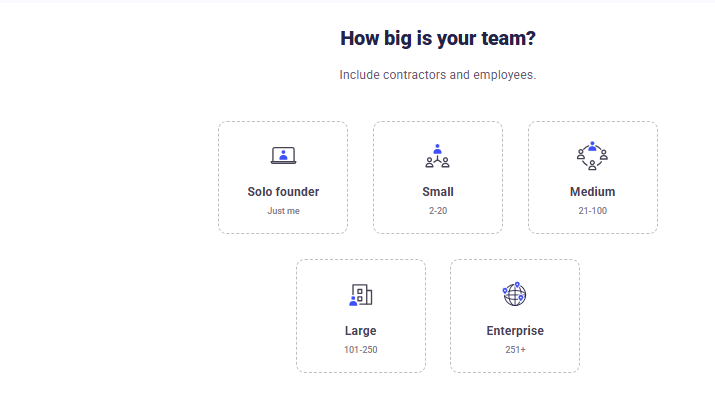 How big is your team?
Include contractors and employees.
Solo founder
Just me
Small
2-20
Medium
21-100
Large
101-250
Enterprise
251+